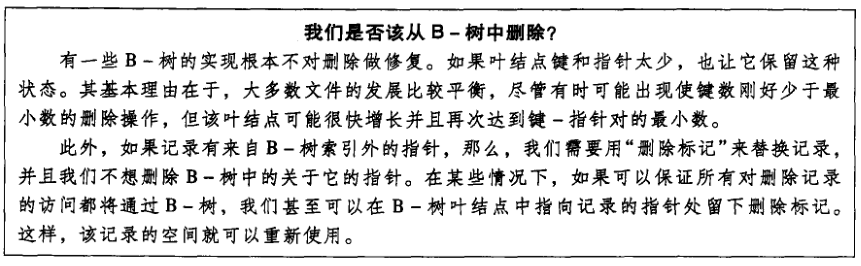 我们是否该从 B-树中删除?
有一些 B-树的实现根本不对删除做修复。如果叶结点键和指针太少，也让它保留这种
状态。其基本理由在于，大多数文件的发展比较平衡，尽管有时可能出现使键数刚好少于最
小数的删除操作，但该叶结点可能很快增长并且再次达到键-指针对的最小数。
此外，如果记录有来自 B-树索引外的指针，那么，我们需要用“删除标记”来替换记录，
并且我们不想删除 B-树中的关于它的指针。在某些情况下，如果可以保证所有对删除记录
的访问都将通过 B-树，我们甚至可以在 B-树叶结点中指向记录的指针处留下删除标记。
这样，该记录的空间就可以重新使用。